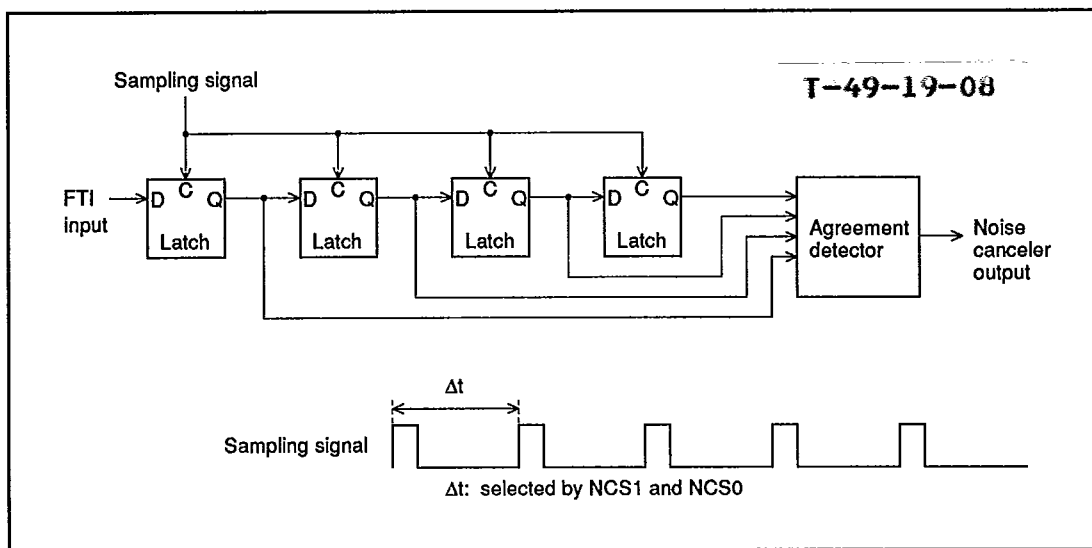 Sampling signal
T-49-19-08
FTI
input
D
C
Q
Latch
D
C
Q
Latch
D
C
Q
Latch
D
C
Q
Latch
Agreement
detector
Noise
canceler
output
Δt
Sampling signal
Δt: selected by NCS1 and NCS0